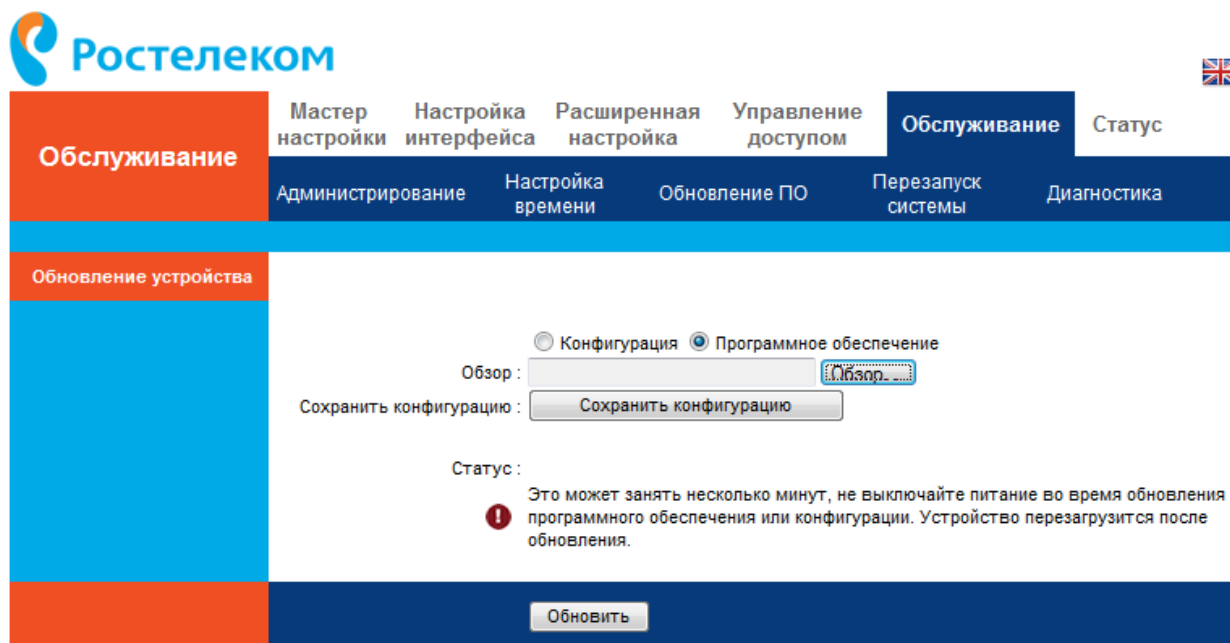 Ростелеком
Обслуживание
Мастер настройки
Настройка интерфейса
Расширенная настройка
Управление доступом
Обслуживание
Статус
Администрирование
Настройка времени
Обновление ПО
Перезапуск системы
Диагностика
Обновление устройства
Конфигурация Программное обеспечение
Обзор : Обзор...
Сохранить конфигурацию : Сохранить конфигурацию
Статус :
Это может занять несколько минут, не выключайте питание во время обновления
программного обеспечения или конфигурации. Устройство перезагрузится после
обновления.
Обновить